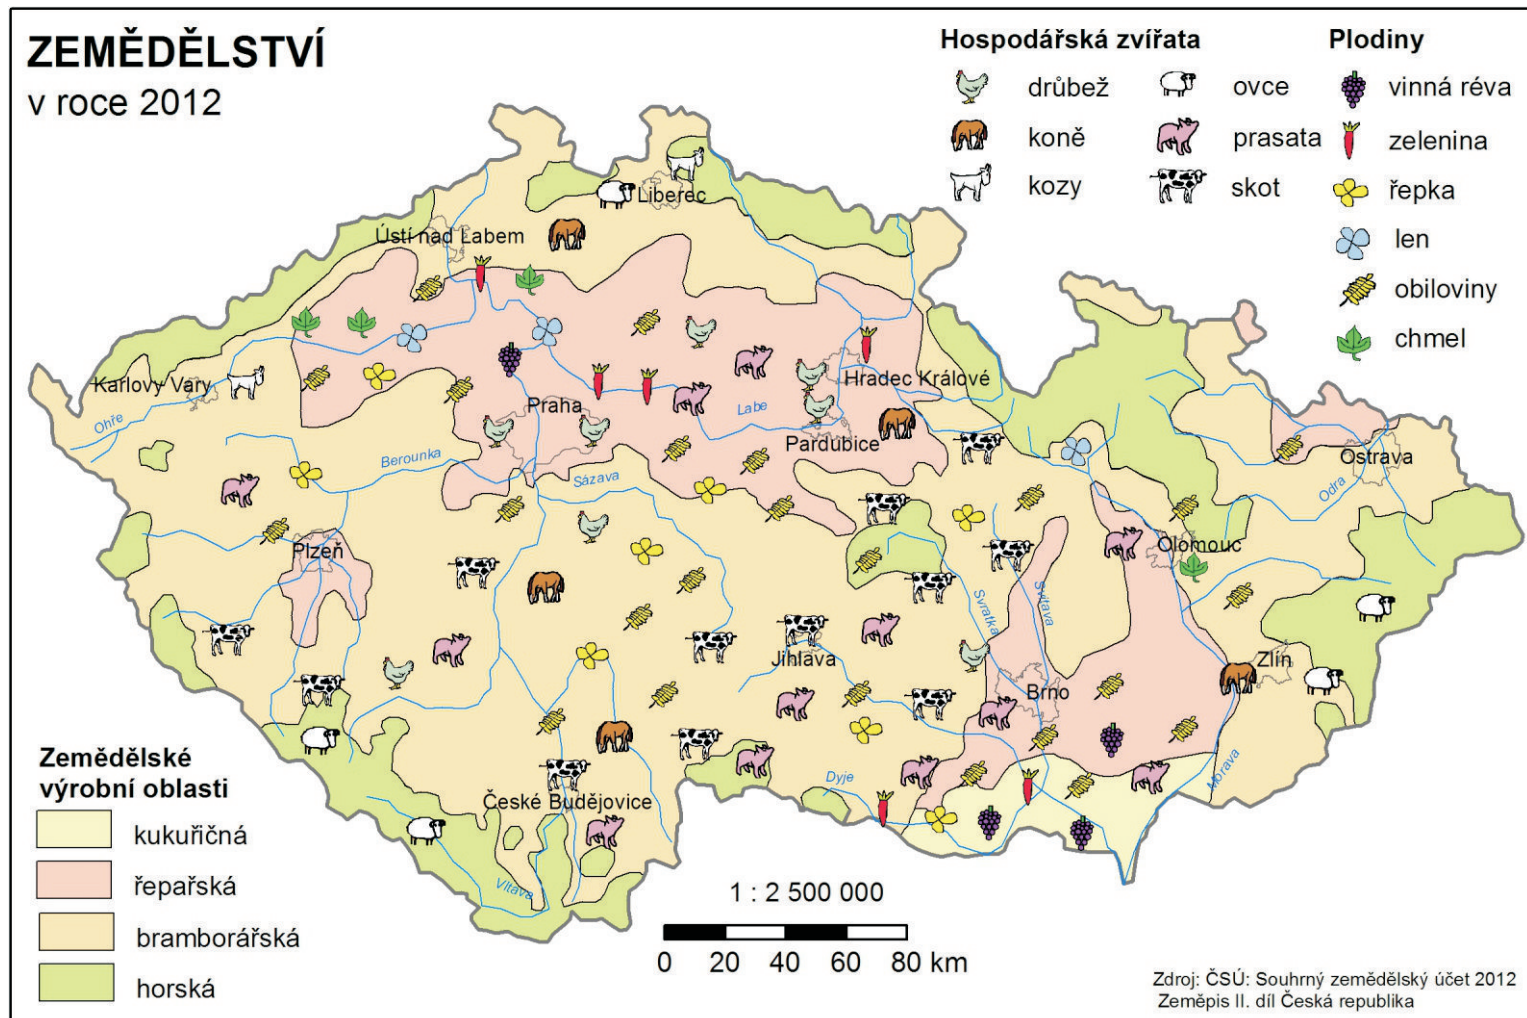 ZEMĚDĚLSTVÍ
v roce 2012
Hospodářská zvířata
drůbež
koně
kozy
ovce
prasata
skot
Plodiny
vinná réva
zelenina
řepka
len
obiloviny
chmel
Liberec
Ústí nad Labem
Karlovy Vary
Ohře
Praha
Labe
Hradec Králové
Pardubice
Berounka
Sázava
Plzeň
Ostrava
Odra
Olomouc
Svratka
Svitava
Jihlava
Brno
Zlín
Morava
Dyje
České Budějovice
Vltava
Zemědělské
výrobní oblasti
kukuřičná
řepařská
bramborářská
horská
1 : 2 500 000
0 20 40 60 80 km
Zdroj: ČSÚ: Souhrný zemědělský účet 2012
Zeměpis II. díl Česká republika